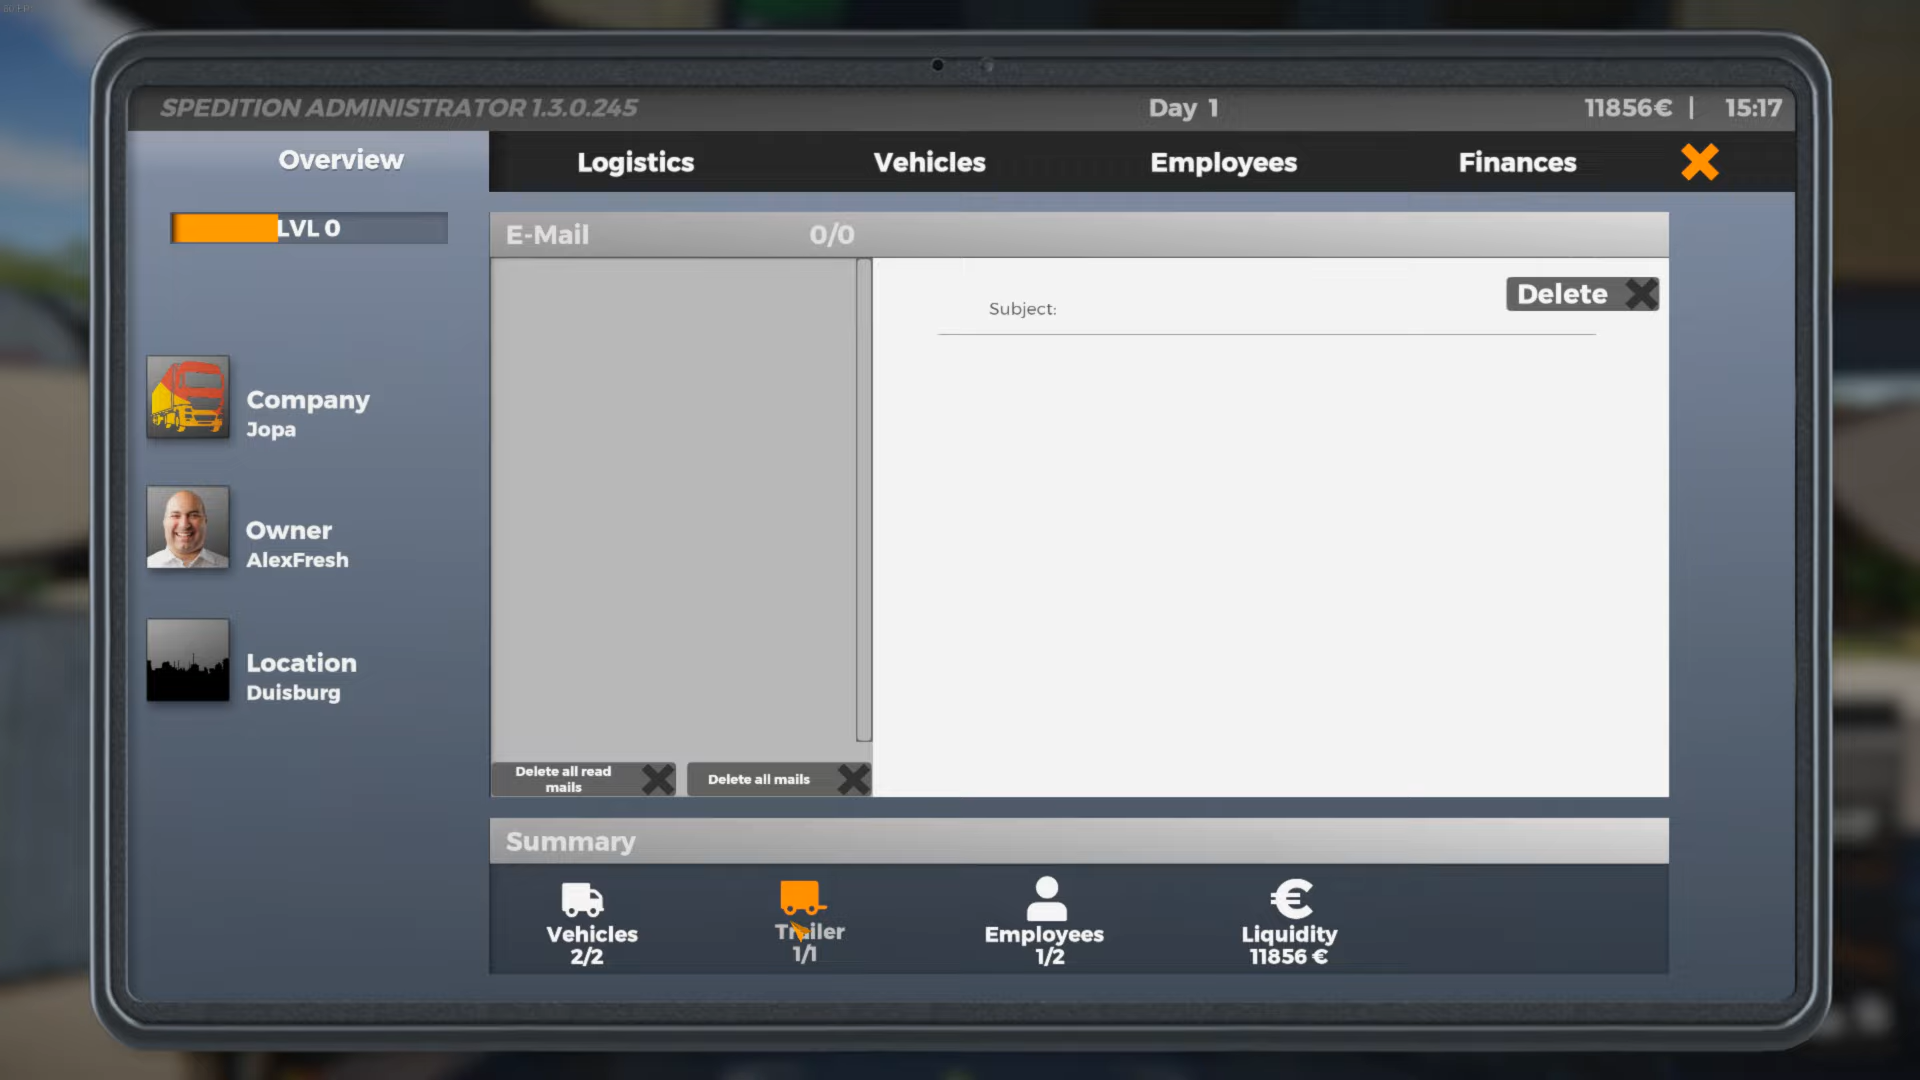 SPEDITION ADMINISTRATOR 1.3.0.245
Day 1
11856€ | 15:17
Overview
Logistics
Vehicles
Employees
Finances
LVL 0
E-Mail
0/0
Subject:
Delete
Company
Jopa
Owner
AlexFresh
Location
Duisburg
Delete all read
mails
Delete all mails
Summary
Vehicles
2/2
Trailer
1/1
Employees
1/2
Liquidity
11856 €